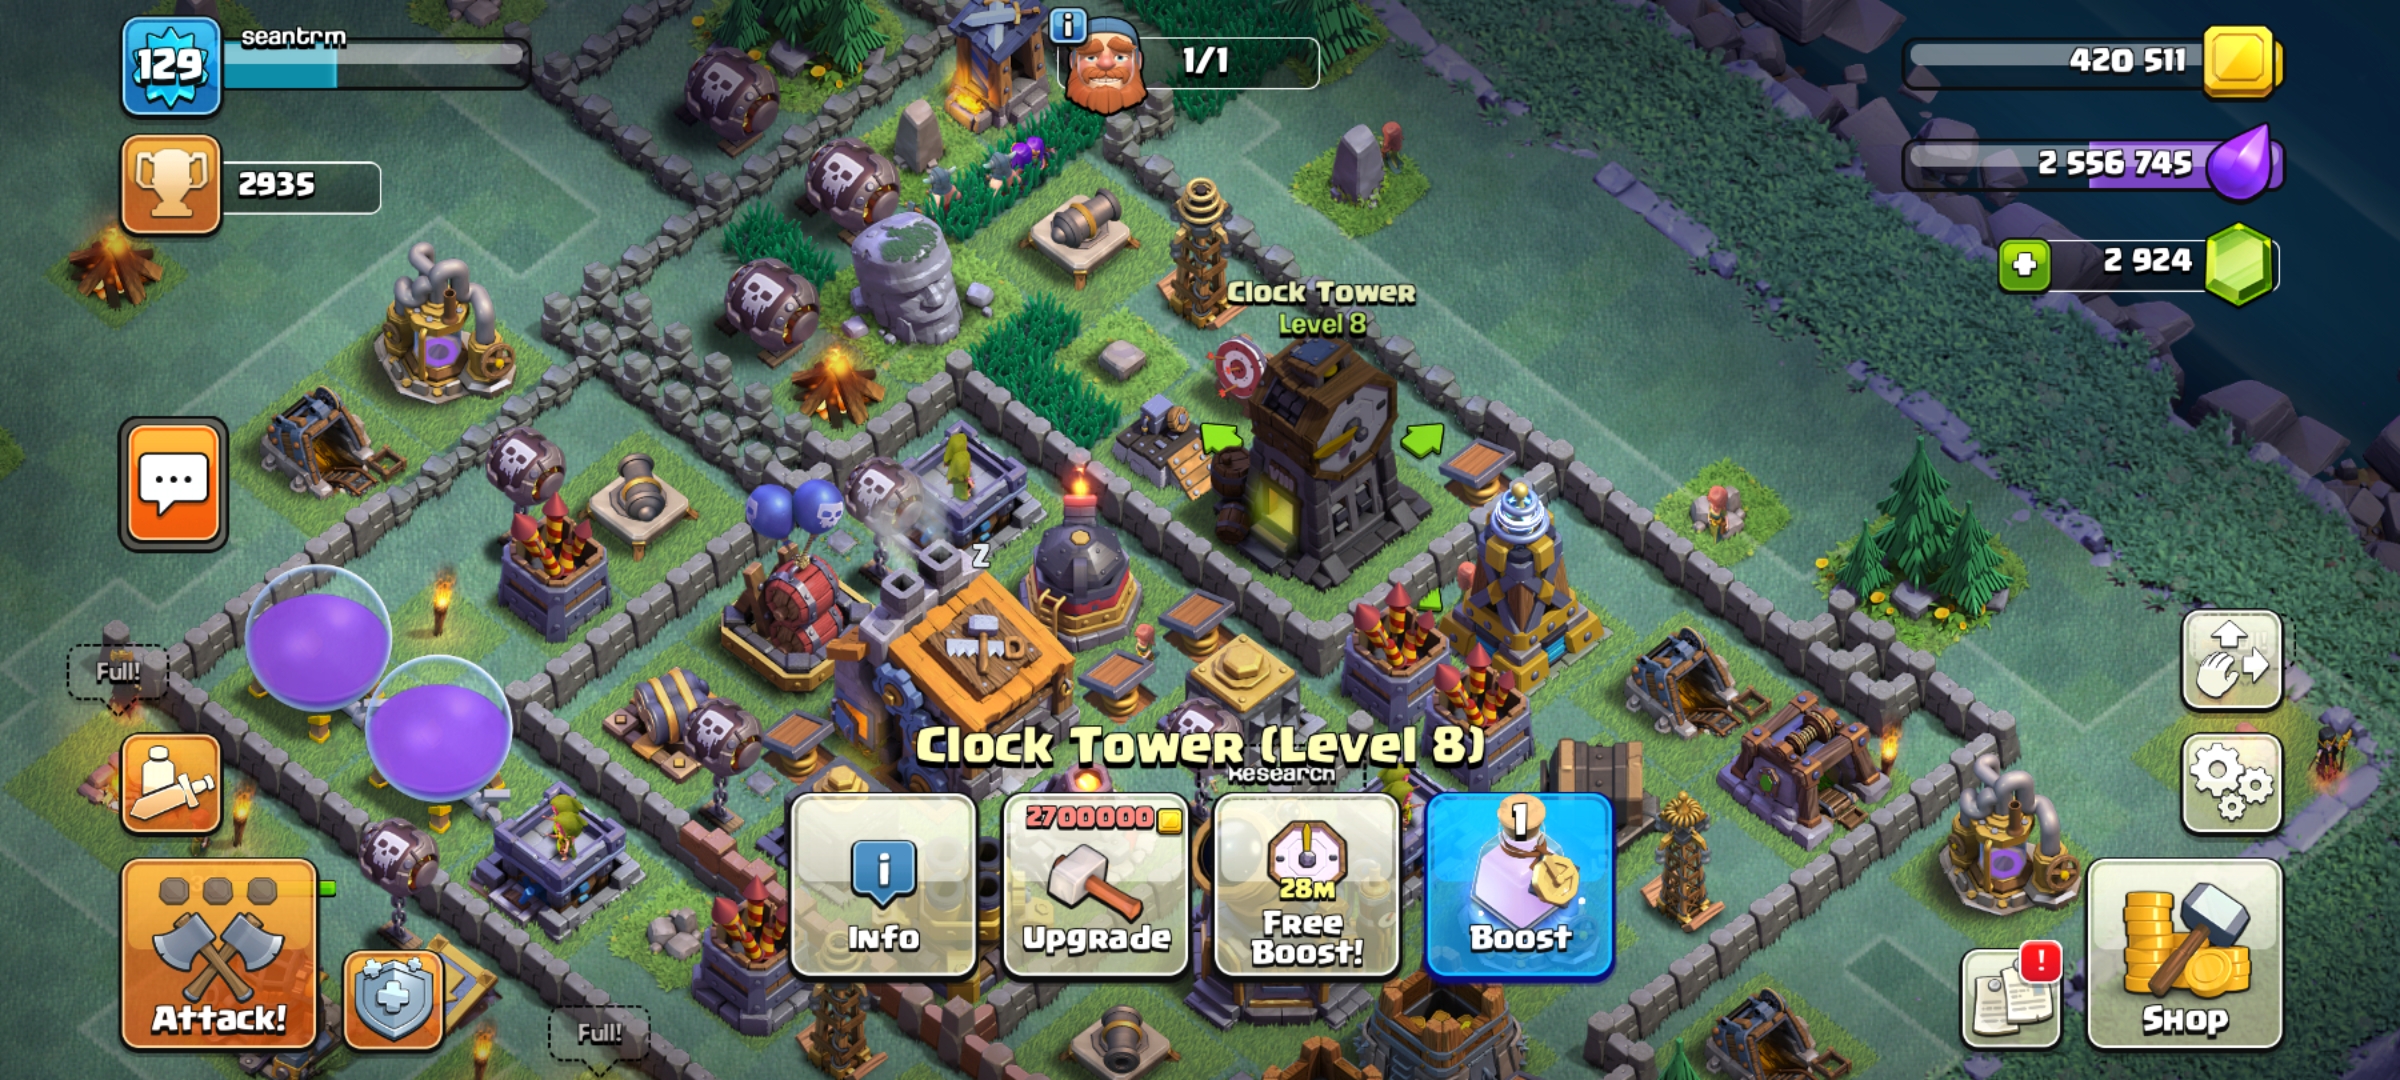 129
seantrm
1/1
420 511
2935
2 556 745
2 924
Clock Tower
Level 8
Z
Full!
Clock Tower (Level 8)
Research
2700000
1
28M
Info
Upgrade
Free
Boost!
Boost
!
Attack!
Full!
Shop